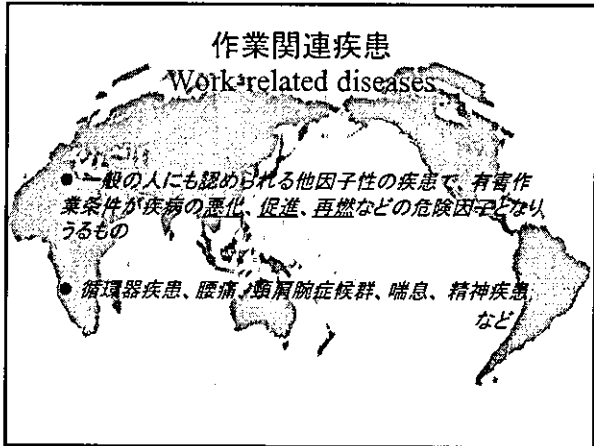 作業関連疾患
Work-related diseases
● 一般の人にも認められる他因子性の疾患で、有害作
業条件が疾病の悪化、促進、再燃などの危険因子となり
うるもの
● 循環器疾患、腰痛、頸肩腕症候群、喘息、精神疾患
など